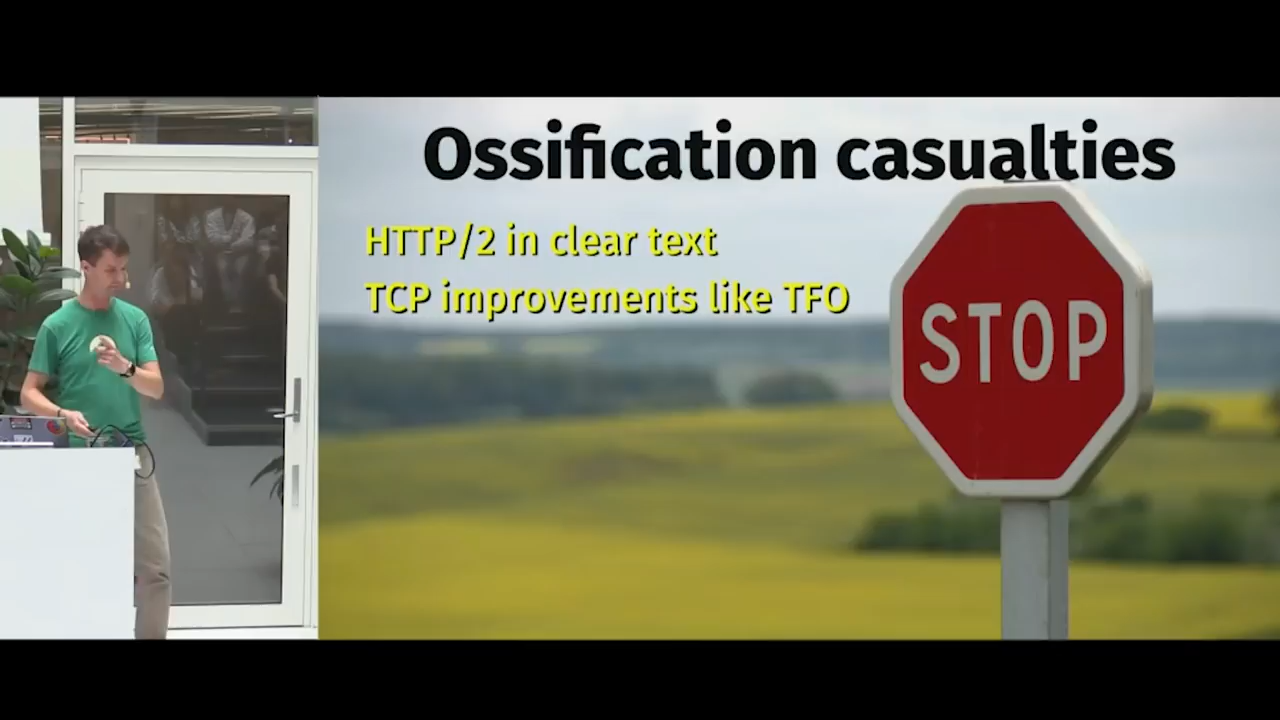 Ossification casualties
HTTP/2 in clear text
TCP improvements like TFO
STOP